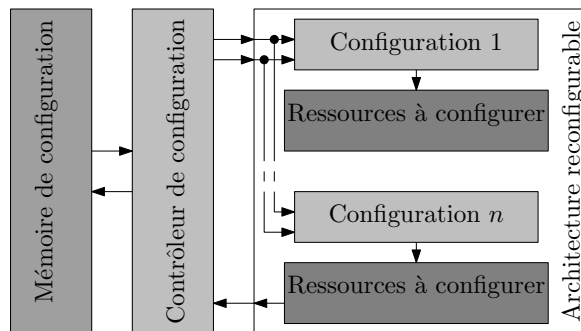 Mémoire de configuration
Contrôleur de configuration
Configuration 1
Ressources à configurer
Configuration n
Ressources à configurer
Architecture reconfigurable